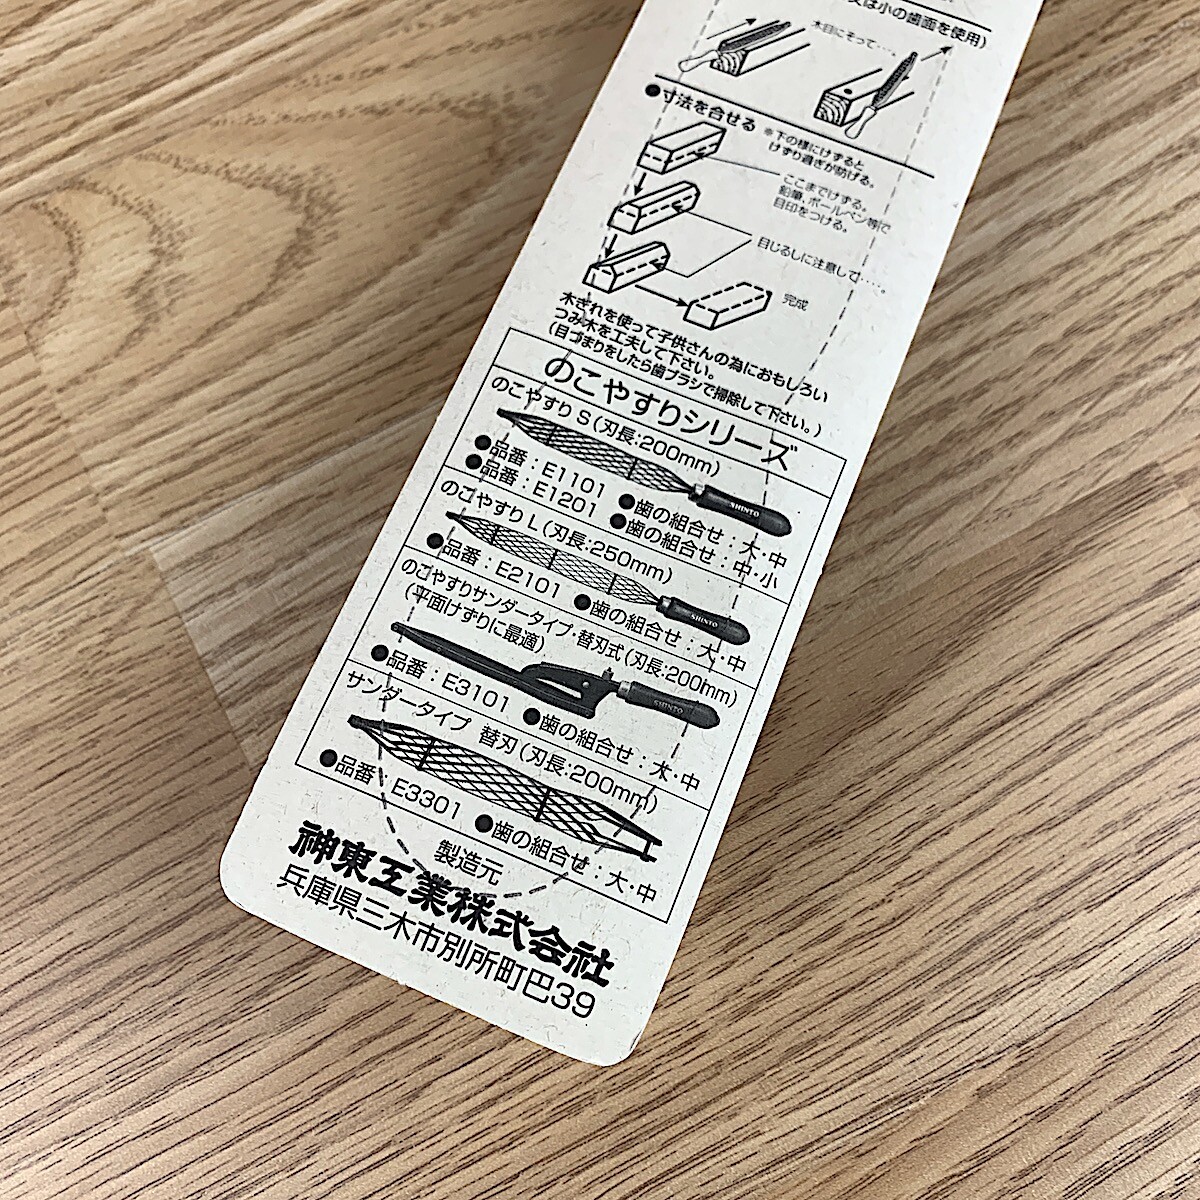 又は小の歯面を使用)
木目にそって‥‥。
●寸法を合せる
※下の様にけずると
けずり過ぎが防げる。
ここまでけずる。
鉛筆、ボールペン等で
目印をつける。
目じるしに注意して‥‥。
完成
木ぎれを使って子供さんの為におもしろい
つみ木を工夫して下さい。
(目づまりをしたら歯ブラシで掃除して下さい。)
のこやすりシリーズ
のこやすりS(刃長:200mm)
SHINTO
●品番:E1101 ●歯の組合せ:大・中
●品番:E1201 ●歯の組合せ:中・小
のこやすりL(刃長:250mm)
SHINTO
●品番:E2101 ●歯の組合せ:大・中
のこやすりサンダータイプ・替刃式(刃長:200mm)
(平面けずりに最適)
SHINTO
●品番:E3101 ●歯の組合せ:大・中
サンダータイプ 替刃(刃長:200mm)
●品番:E3301 ●歯の組合せ:大・中
製造元
神東工業株式会社
兵庫県三木市別所町巴39